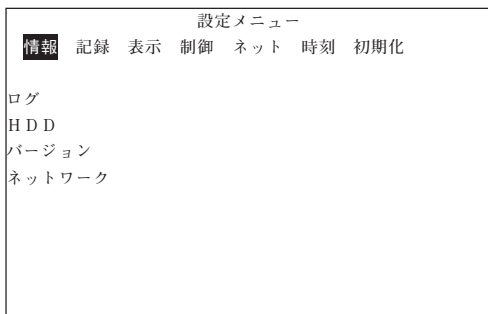 設定メニュー
情報 記録 表示 制御 ネット 時刻 初期化
ログ
ＨＤＤ
バージョン
ネットワーク